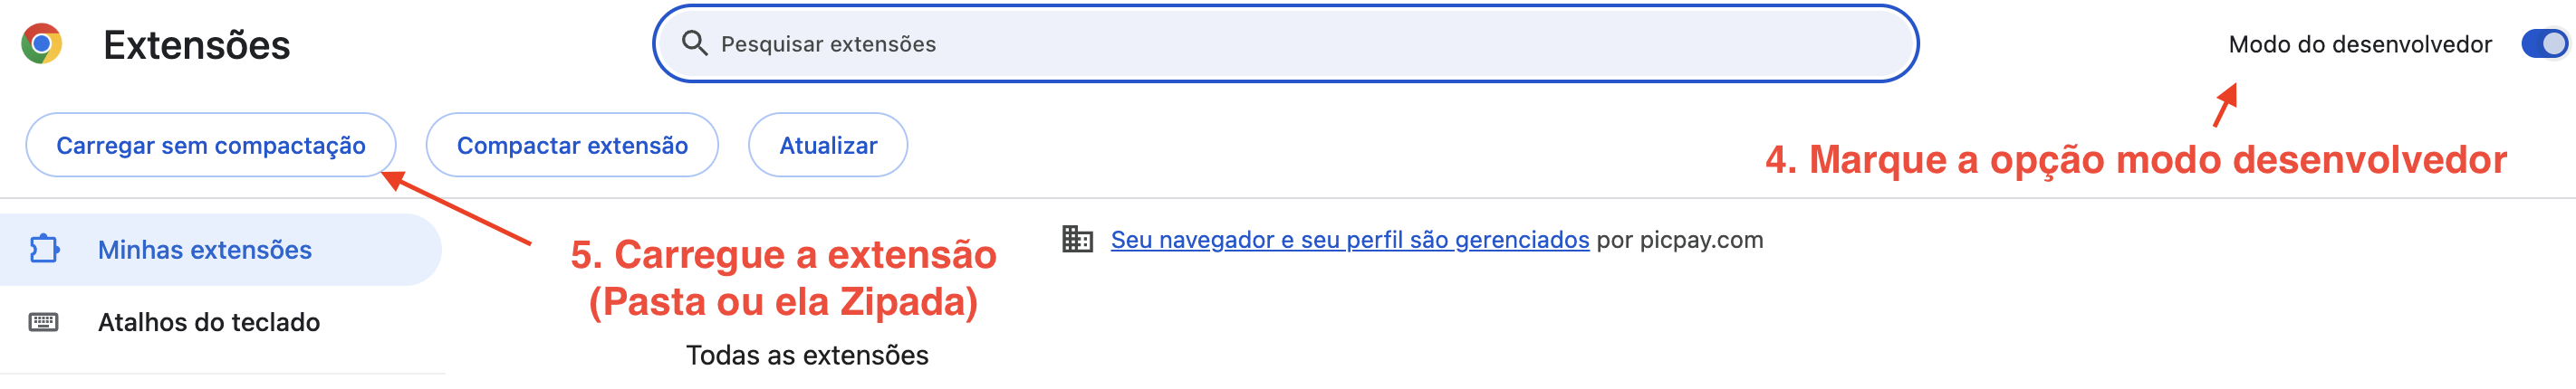 Extensões
Pesquisar extensões
Modo do desenvolvedor
Carregar sem compactação
Compactar extensão
Atualizar
4. Marque a opção modo desenvolvedor
Minhas extensões
5. Carregue a extensão
(Pasta ou ela Zipada)
Seu navegador e seu perfil são gerenciados por picpay.com
Atalhos do teclado
Todas as extensões